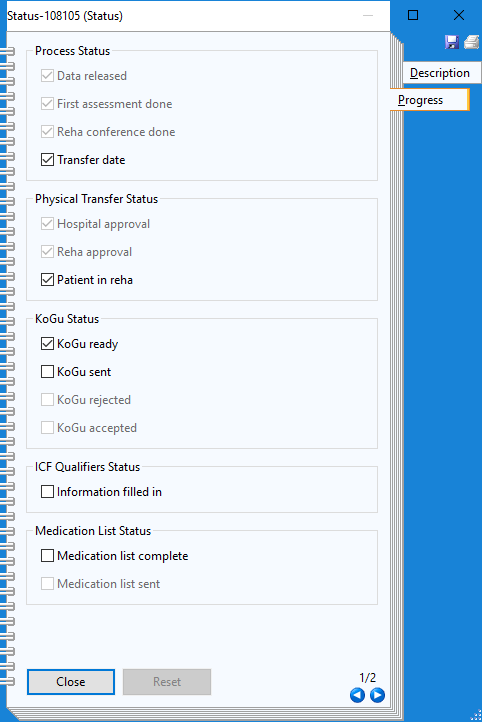 Status-108105 (Status)
Description
Progress
Process Status
Data released
First assessment done
Reha conference done
Transfer date
Physical Transfer Status
Hospital approval
Reha approval
Patient in reha
KoGu Status
KoGu ready
KoGu sent
KoGu rejected
KoGu accepted
ICF Qualifiers Status
Information filled in
Medication List Status
Medication list complete
Medication list sent
Close
Reset
1/2